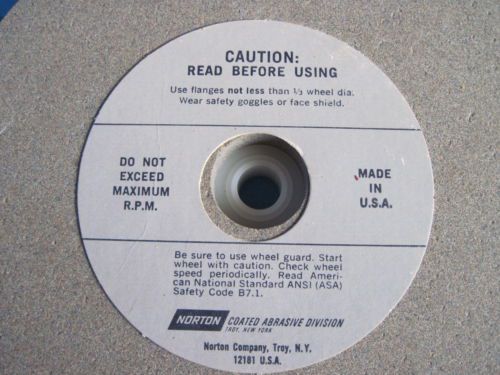 CAUTION:
READ BEFORE USING
Use flanges not less than ⅓ wheel dia.
Wear safety goggles or face shield.
DO NOT
EXCEED
MAXIMUM
R.P.M.
MADE
IN
U.S.A.
Be sure to use wheel guard. Start
wheel with caution. Check wheel
speed periodically. Read Ameri-
can National Standard ANSI (ASA)
Safety Code B7.1.
NORTON COATED ABRASIVE DIVISION
TROY, NEW YORK
Norton Company, Troy, N.Y.
12181 U.S.A.